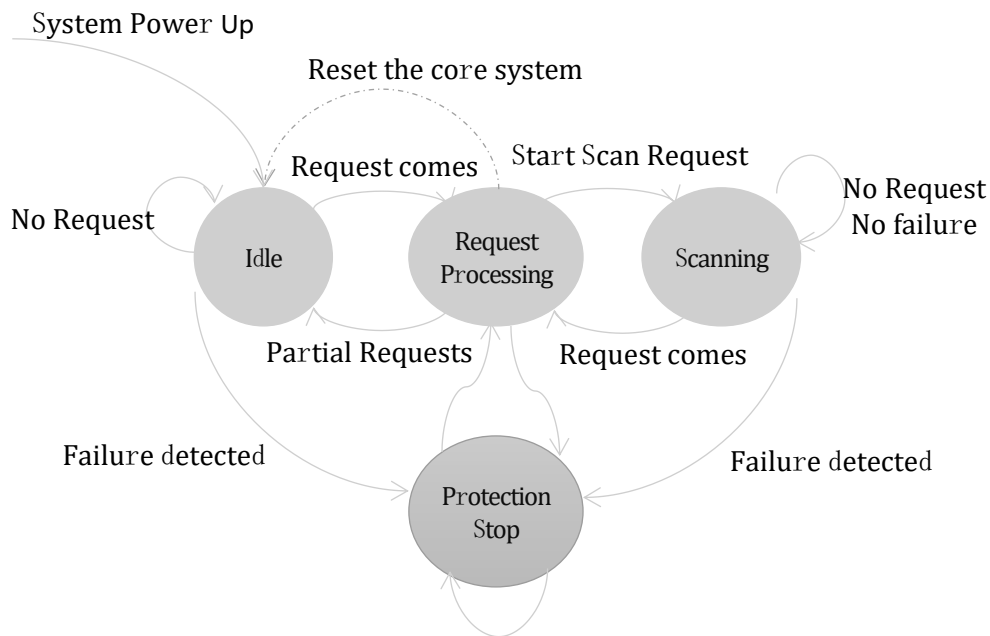 System Power Up
Reset the core system
Request comes
Start Scan Request
No Request
No Request
No failure
Idle
Request
Processing
Scanning
Partial Requests
Request comes
Failure detected
Failure detected
Protection
Stop